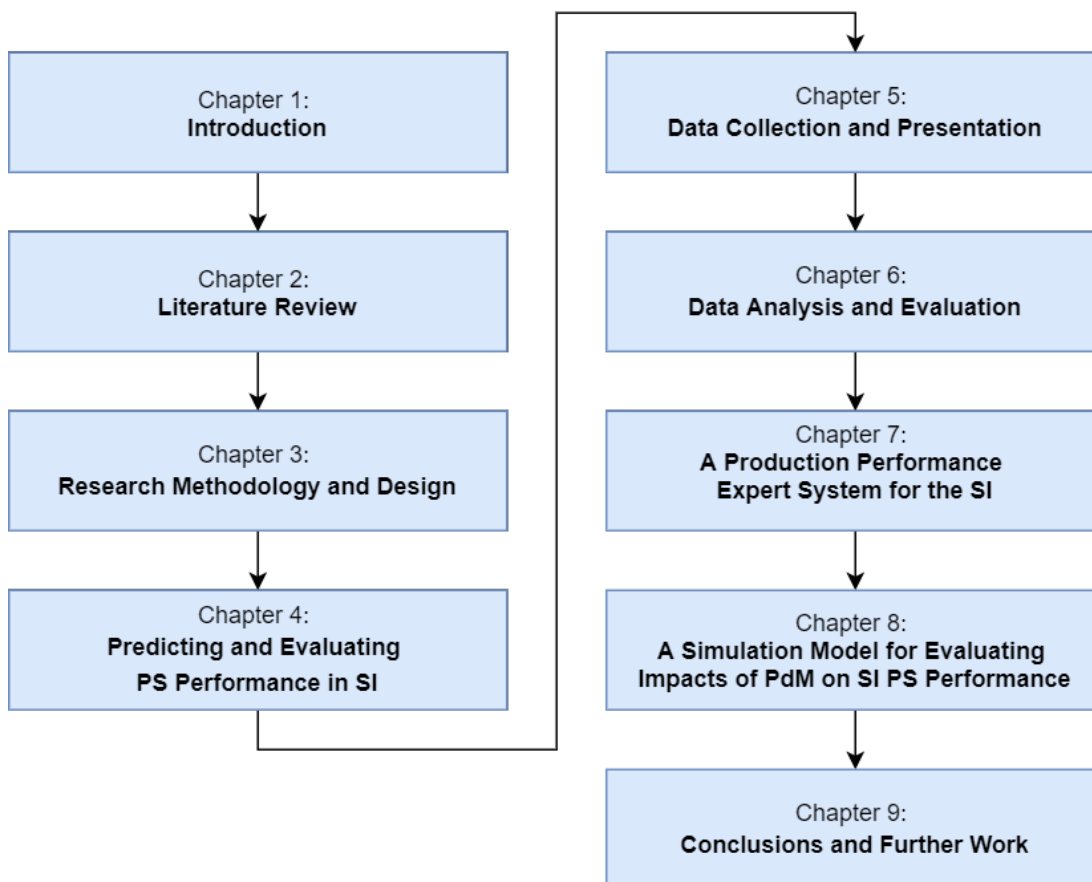 Chapter 1:
Introduction
Chapter 2:
Literature Review
Chapter 3:
Research Methodology and Design
Chapter 4:
Predicting and Evaluating
PS Performance in SI
Chapter 5:
Data Collection and Presentation
Chapter 6:
Data Analysis and Evaluation
Chapter 7:
A Production Performance
Expert System for the SI
Chapter 8:
A Simulation Model for Evaluating
Impacts of PdM on SI PS Performance
Chapter 9:
Conclusions and Further Work